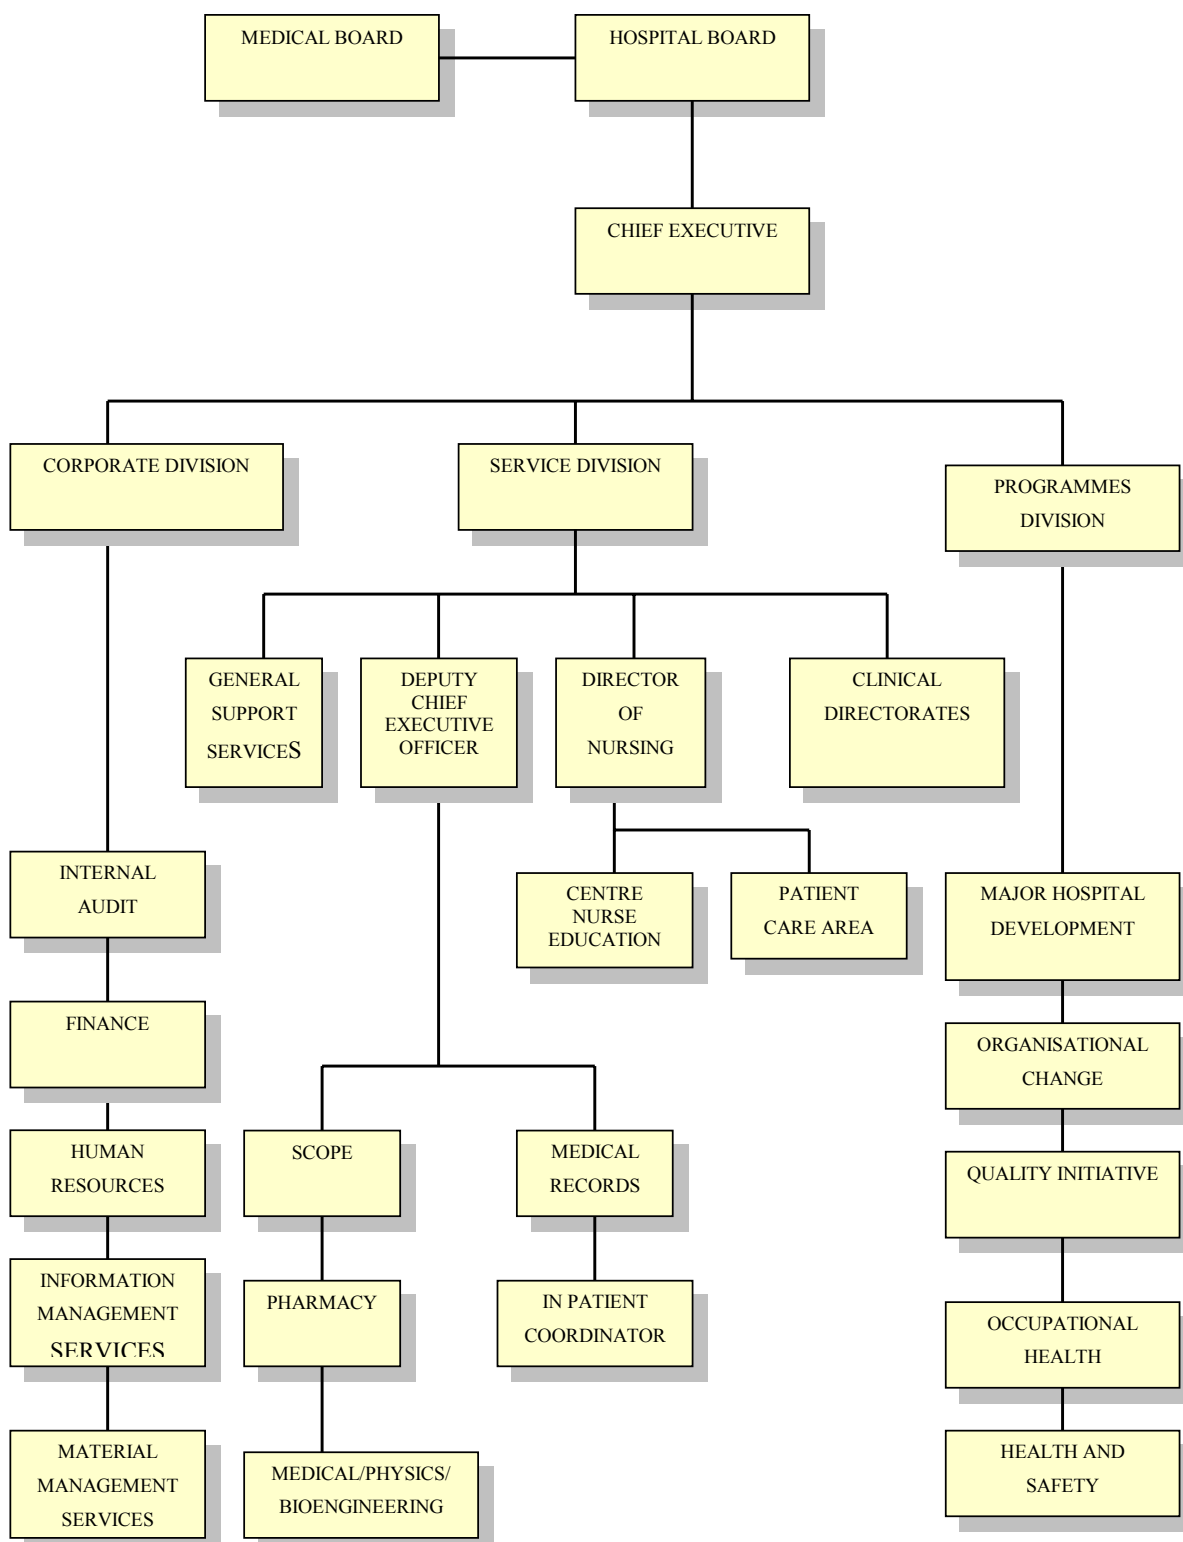 MEDICAL BOARD
HOSPITAL BOARD
CHIEF EXECUTIVE
CORPORATE DIVISION
SERVICE DIVISION
PROGRAMMES
DIVISION
GENERAL
SUPPORT
SERVICES
DEPUTY
CHIEF
EXECUTIVE
OFFICER
DIRECTOR
OF
NURSING
CLINICAL
DIRECTORATES
INTERNAL
AUDIT
CENTRE
NURSE
EDUCATION
PATIENT
CARE AREA
MAJOR HOSPITAL
DEVELOPMENT
FINANCE
ORGANISATIONAL
CHANGE
HUMAN
RESOURCES
SCOPE
MEDICAL
RECORDS
QUALITY INITIATIVE
INFORMATION
MANAGEMENT
SERVICES
PHARMACY
IN PATIENT
COORDINATOR
OCCUPATIONAL
HEALTH
MATERIAL
MANAGEMENT
SERVICES
MEDICAL/PHYSICS/
BIOENGINEERING
HEALTH AND
SAFETY